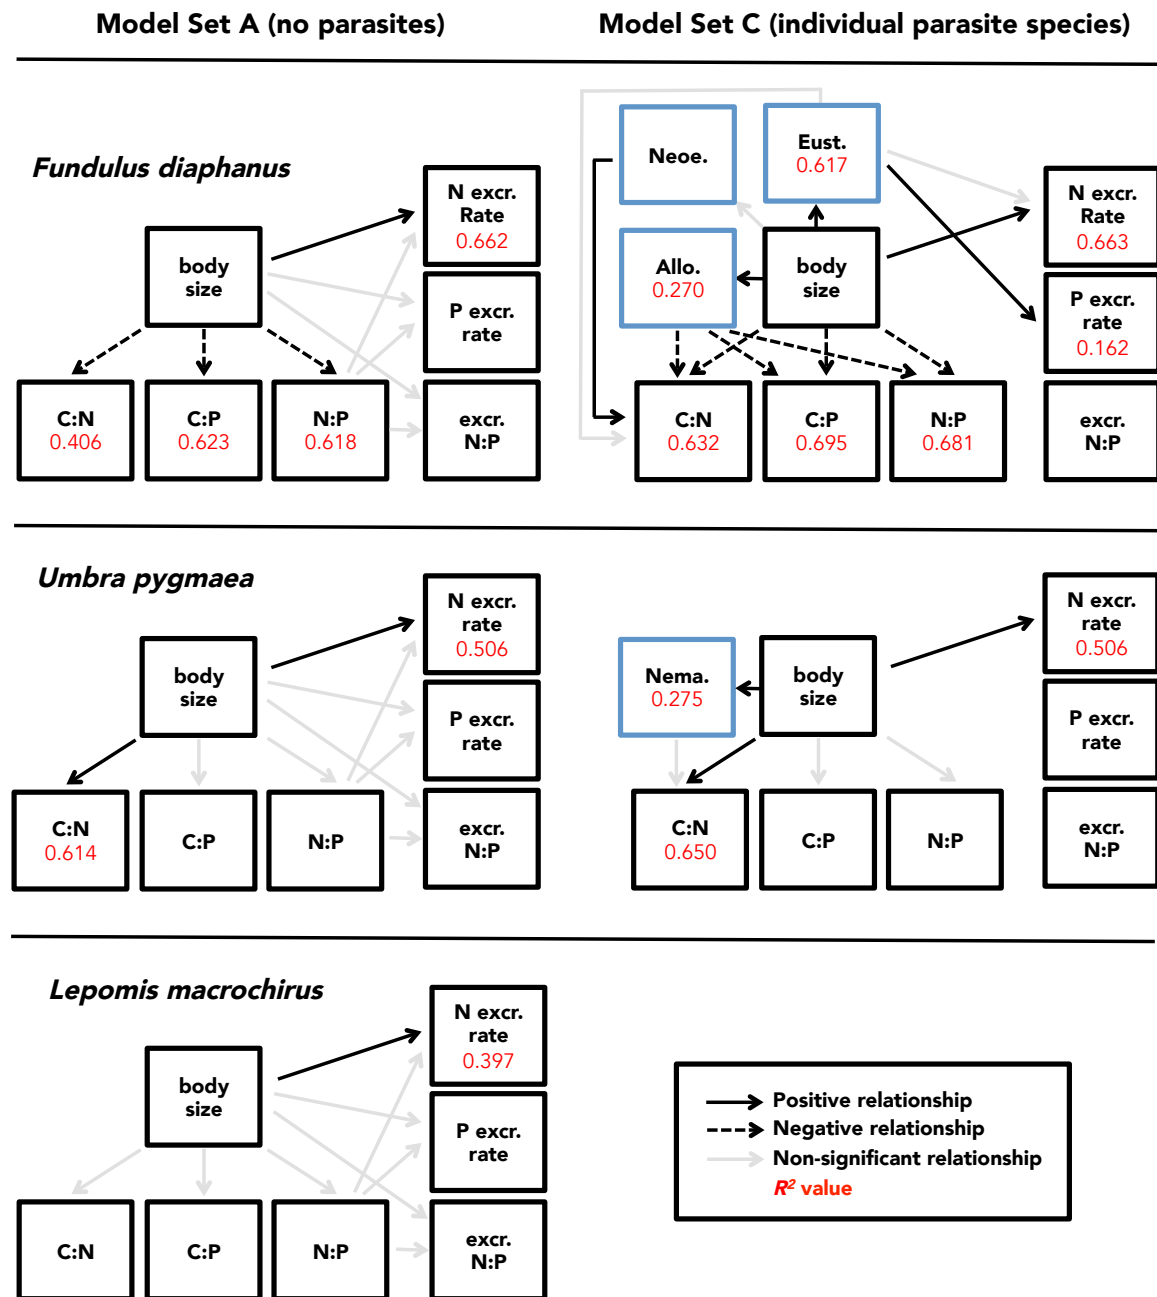 Model Set A (no parasites)
Model Set C (individual parasite species)
Fundulus diaphanus
N excr.
Rate
0.662
body
size
P excr.
rate
C:N
0.406
C:P
0.623
N:P
0.618
excr.
N:P
Neoe.
Eust.
0.617
N excr.
Rate
0.663
Allo.
0.270
body
size
P excr.
rate
0.162
C:N
0.632
C:P
0.695
N:P
0.681
excr.
N:P
Umbra pygmaea
N excr.
rate
0.506
body
size
P excr.
rate
C:N
0.614
C:P
N:P
excr.
N:P
N excr.
rate
0.506
Nema.
0.275
body
size
P excr.
rate
C:N
0.650
C:P
N:P
excr.
N:P
Lepomis macrochirus
N excr.
rate
0.397
body
size
P excr.
rate
C:N
C:P
N:P
excr.
N:P
Positive relationship
Negative relationship
Non-significant relationship
R² value